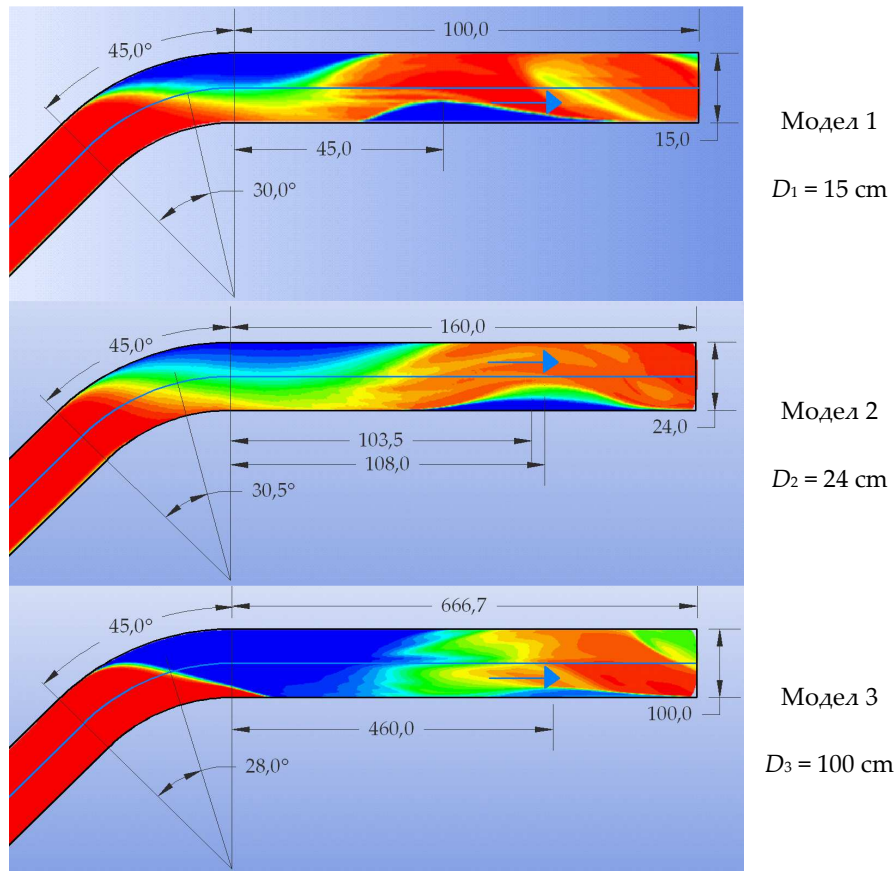 45,0°
100,0
15,0
45,0
30,0°
Модел 1
D₁ = 15 cm
45,0°
160,0
24,0
103,5
108,0
30,5°
Модел 2
D₂ = 24 cm
45,0°
666,7
100,0
460,0
28,0°
Модел 3
D₃ = 100 cm